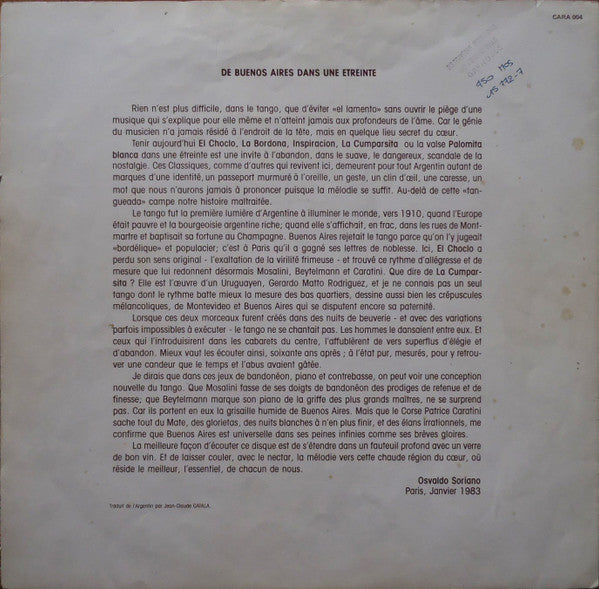 CARA 004
DE BUENOS AIRES DANS UNE ETREINTE
Rien n'est plus difficile, dans le tango, que d'éviter «el lamento» sans ouvrir le piège d'une
musique qui s'explique pour elle même et n'atteint jamais aux profondeurs de l'âme. Car le génie
du musicien n'a jamais résidé à l'endroit de la tête, mais en quelque lieu secret du cœur.
Tenir aujourd'hui El Choclo, La Bordona, Inspiracion, La Cumparsita ou la valse Palomita
blanca dans une étreinte est une invite à l'abandon, dans le suave, le dangereux, scandale de la
nostalgie. Ces Classiques, comme d'autres qui revivent ici, demeurent pour tout Argentin autant de
marques d'une identité, un passeport murmuré à l'oreille, un geste, un clin d'œil, une caresse, un
mot que nous n'aurons jamais à prononcer puisque la mélodie se suffit. Au-delà de cette «tan-
gueada» campe notre histoire maltraitée.
Le tango fut la première lumière d'Argentine à illuminer le monde, vers 1910, quand l'Europe
était pauvre et la bourgeoisie argentine riche; quand elle s'affichait, en frac, dans les rues de Mont-
martre et baptisait sa fortune au Champagne. Buenos Aires rejetait le tango parce qu'on l'y jugeait
«bordélique» et populacier; c'est à Paris qu'il a gagné ses lettres de noblesse. Ici, El Choclo a
perdu son sens original - l'exaltation de la virilité frimeuse - et trouvé ce rythme d'allégresse et de
mesure que lui redonnent désormais Mosalini, Beytelmann et Caratini. Que dire de La Cumpar-
sita ? Elle est l'œuvre d'un Uruguayen, Gerardo Matto Rodriguez, et je ne connais pas un seul
tango dont le rythme batte mieux la mesure des bas quartiers, dessine aussi bien les crépuscules
mélancoliques, de Montevideo et Buenos Aires qui se disputent encore sa paternité.
Lorsque ces deux morceaux furent créés dans des nuits de beuverie - et avec des variations
parfois impossibles à exécuter - le tango ne se chantait pas. Les hommes le dansaient entre eux. Et
ceux qui l'introduisirent dans les cabarets du centre, l'affublèrent de vers superflus d'élégie et
d'abandon. Mieux vaut les écouter ainsi, soixante ans après ; à l'état pur, mesurés, pour y retrou-
ver une candeur que le temps et l'abus avaient gâtée.
Je dirais que dans ces jeux de bandonéon, piano et contrebasse, on peut voir une conception
nouvelle du tango. Que Mosalini fasse de ses doigts de bandonéon des prodiges de retenue et de
finesse; que Beytelmann marque son piano de la griffe des plus grands maîtres, ne se surprend
pas. Car ils portent en eux la grisaille humide de Buenos Aires. Mais que le Corse Patrice Caratini
sache tout du Mate, des glorietas, des nuits blanches à n'en plus finir, et des élans irrationnels, me
confirme que Buenos Aires est universelle dans ses peines infinies comme ses brèves gloires.
La meilleure façon d'écouter ce disque est de s'étendre dans un fauteuil profond avec un verre
de bon vin. Et de laisser couler, avec le nectar, la mélodie vers cette chaude région du cœur, où
réside le meilleur, l'essentiel, de chacun de nous.
Osvaldo Soriano
Paris, Janvier 1983
Traduit de l'Argentin par Jean-Claude CATALA.